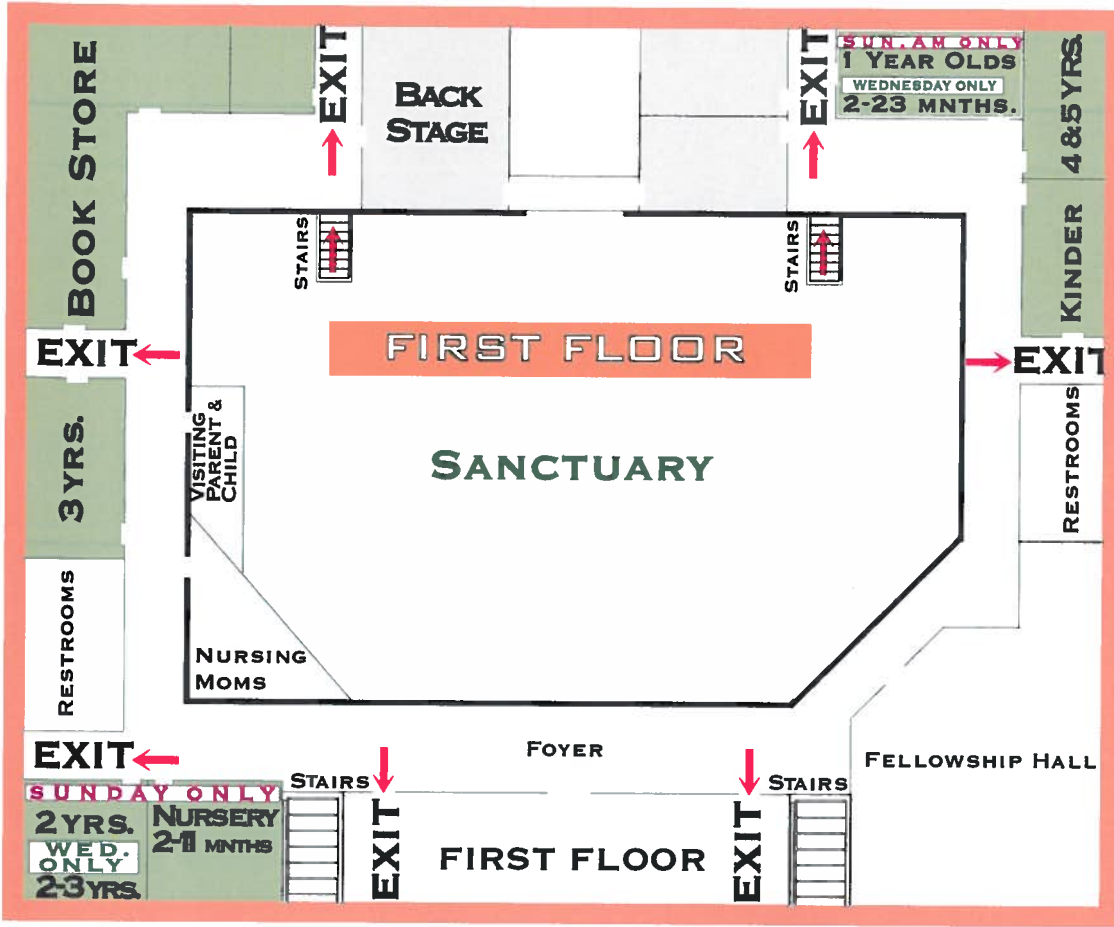 BOOK STORE
EXIT
BACK
STAGE
EXIT
SUN. AM ONLY
1 YEAR OLDS
WEDNESDAY ONLY
2-23 MNTHS.
4&5YRS.
STAIRS
STAIRS
KINDER
FIRST FLOOR
EXIT
EXIT
VISITING
PARENT &
CHILD
SANCTUARY
3 YRS.
RESTROOMS
RESTROOMS
NURSING
MOMS
EXIT
FOYER
FELLOWSHIP HALL
STAIRS
STAIRS
SUNDAY ONLY
2 YRS.
WED.
ONLY
2-3 YRS.
NURSERY
2-11 MNTHS
EXIT
FIRST FLOOR
EXIT